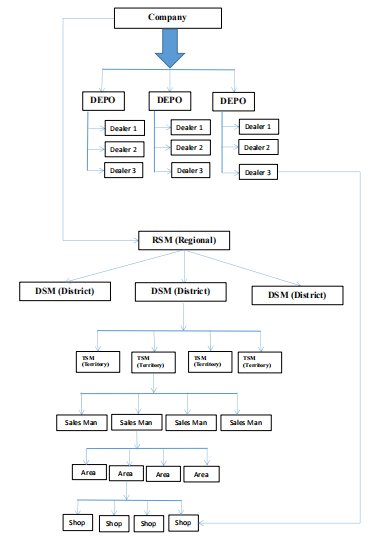 Company
DEPO DEPO DEPO
Dealer 1 Dealer 1 Dealer 1
Dealer 2 Dealer 2 Dealer 2
Dealer 3 Dealer 3 Dealer 3
RSM (Regional)
DSM (District) DSM (District) DSM (District)
TSM TSM TSM TSM
(Territory) (Territory) (Territory) (Territory)
Sales Man Sales Man Sales Man Sales Man
Area Area Area Area
Shop Shop Shop Shop